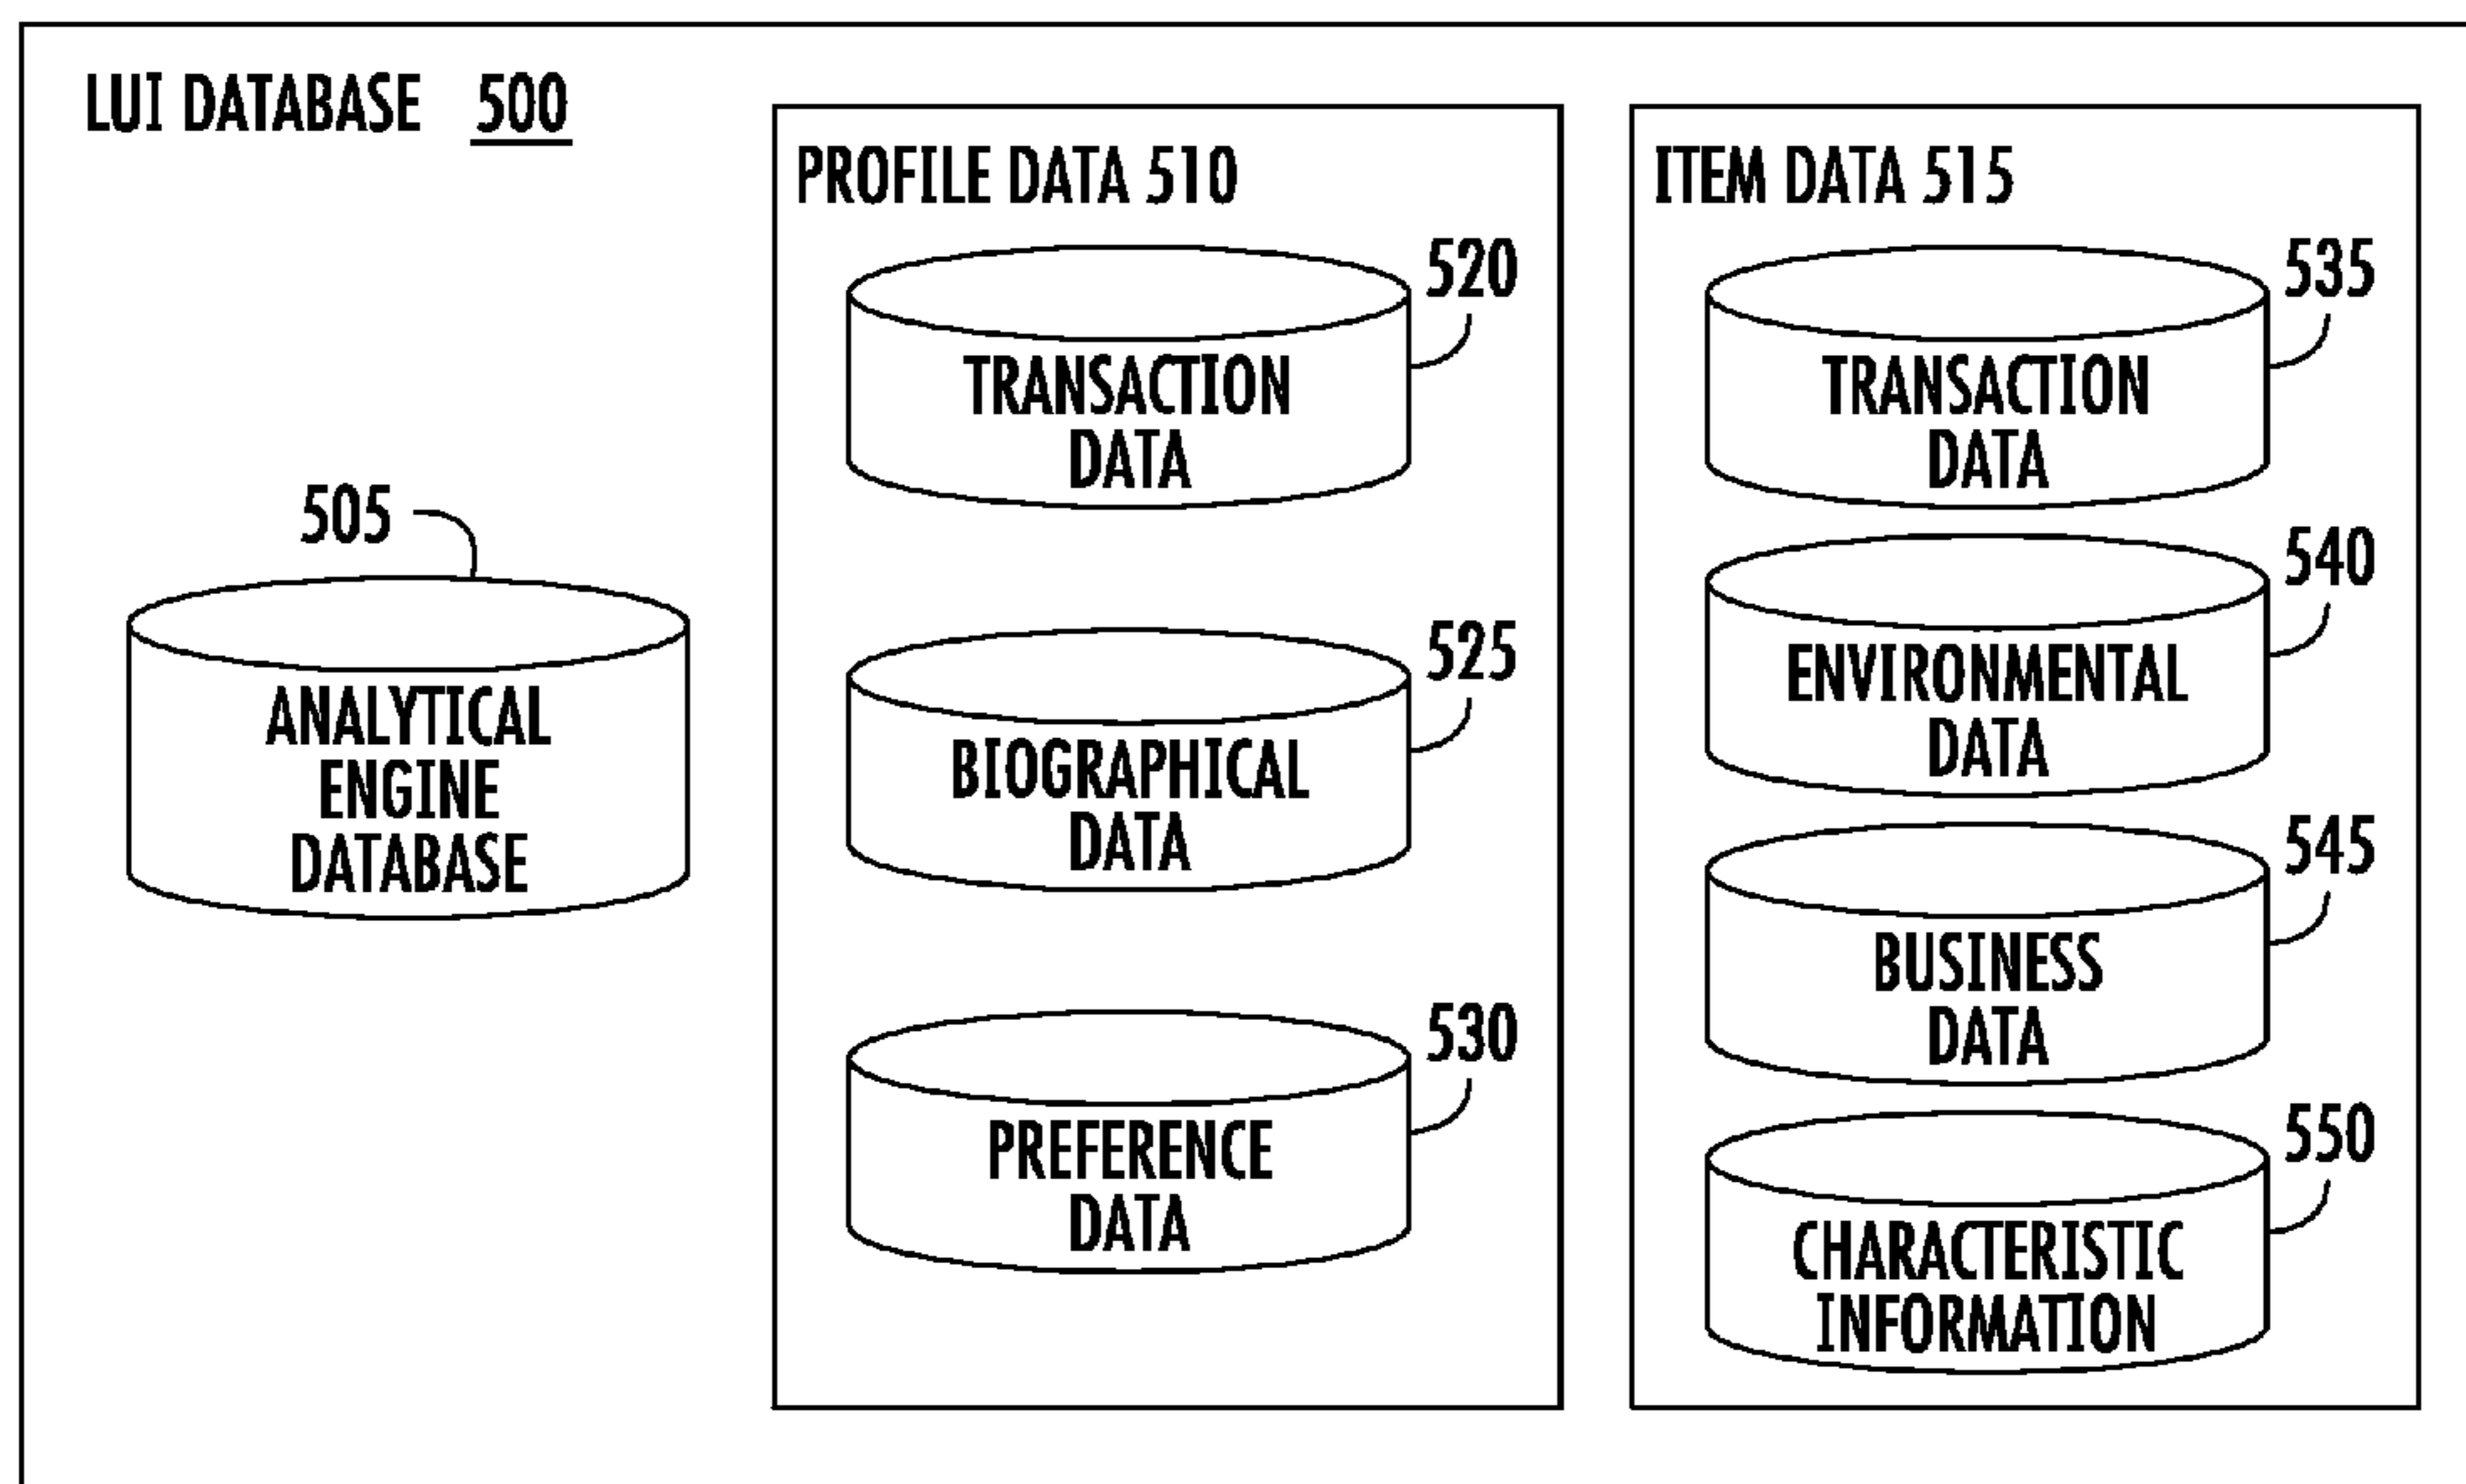 LUI DATABASE 500
505
ANALYTICAL
ENGINE
DATABASE
PROFILE DATA 510
520
TRANSACTION
DATA
525
BIOGRAPHICAL
DATA
530
PREFERENCE
DATA
ITEM DATA 515
535
TRANSACTION
DATA
540
ENVIRONMENTAL
DATA
545
BUSINESS
DATA
550
CHARACTERISTIC
INFORMATION